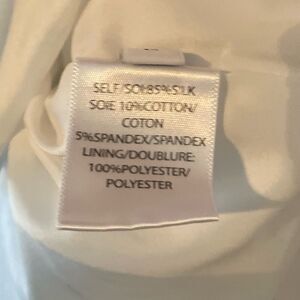 SELF/SOI:85%SILK
SOIE 10%COTTON/
COTON
5%SPANDEX/SPANDEX
LINING/DOUBLURE:
100%POLYESTER/
POLYESTER